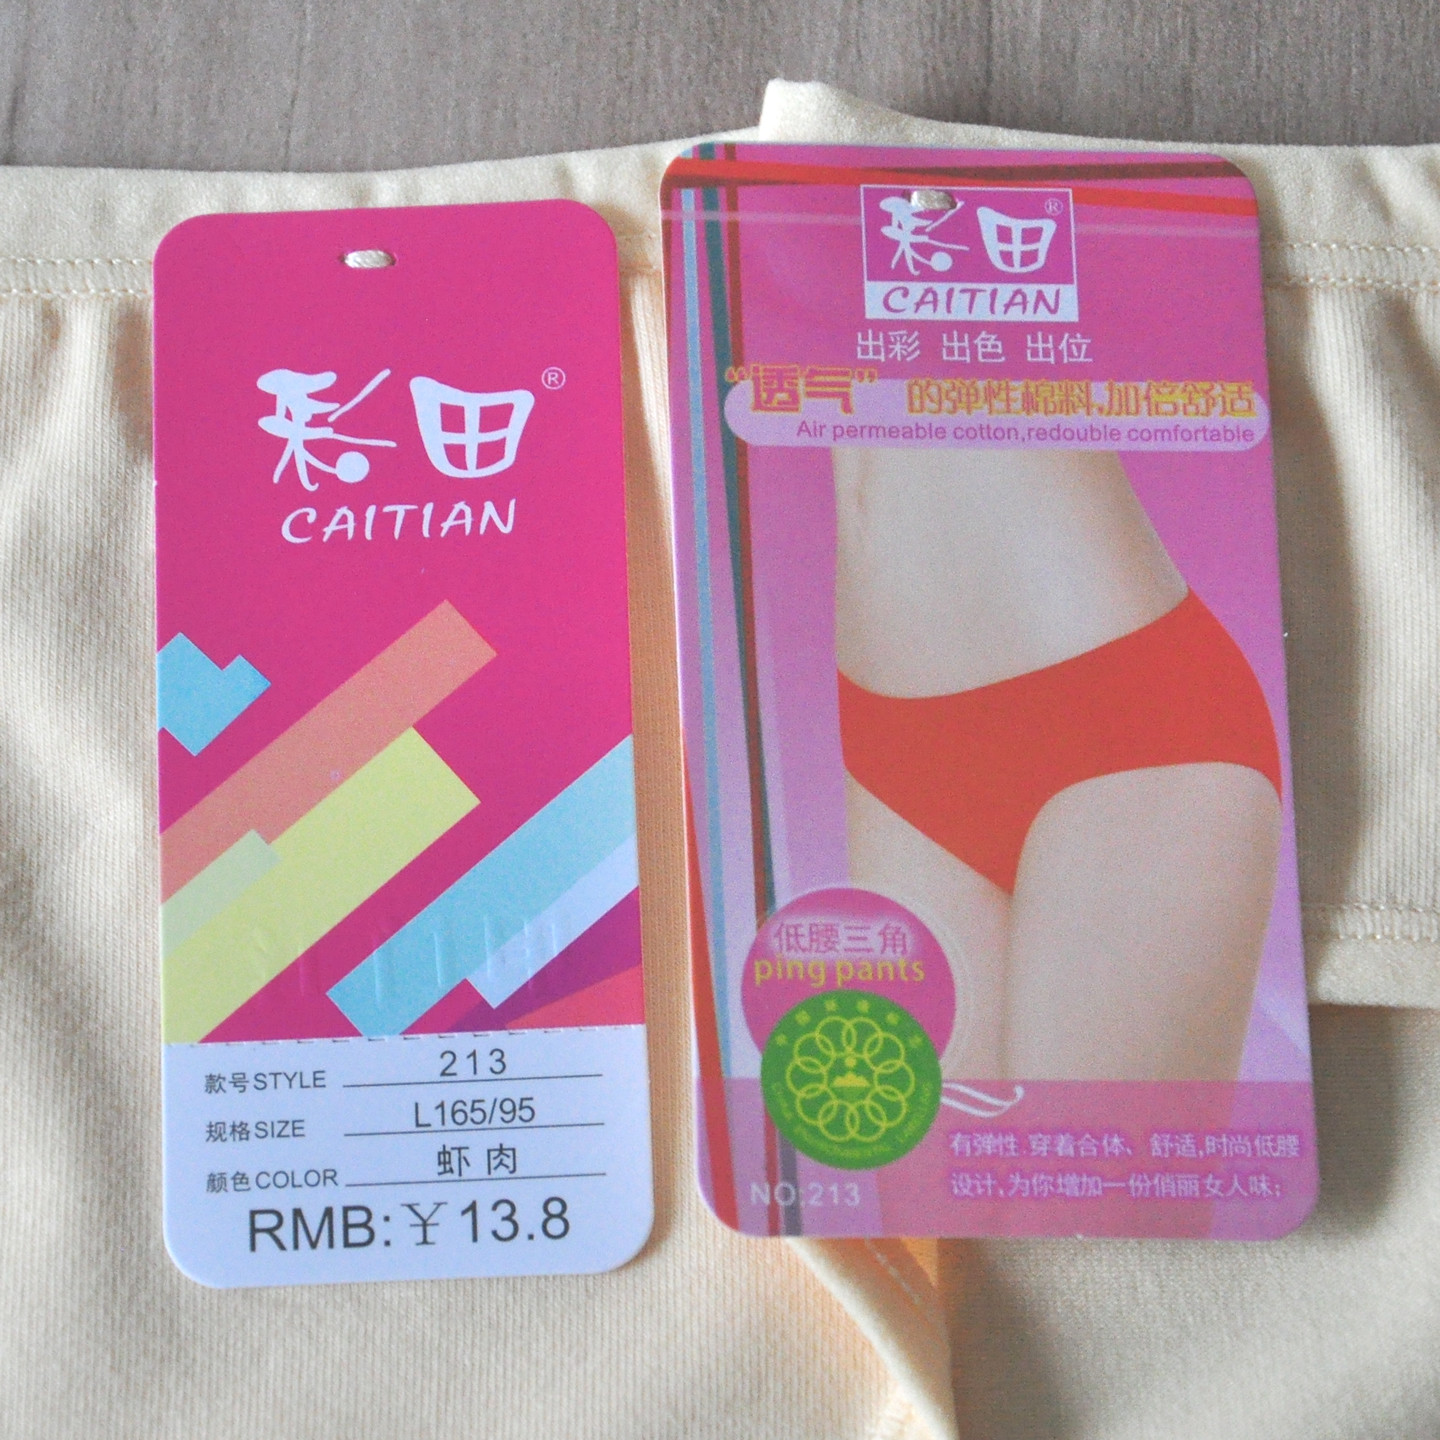 彩田®
CAITIAN
款号STYLE 213
规格SIZE L165/95
颜色COLOR 虾肉
RMB:￥13.8
彩田®
CAITIAN
出彩 出色 出位
“透气” 的弹性棉料,加倍舒适
Air permeable cotton,redouble comfortable
低腰三角
ping pants
有弹性.穿着合体、舒适,时尚低腰
设计,为你增加一份俏丽女人味;
NO:213